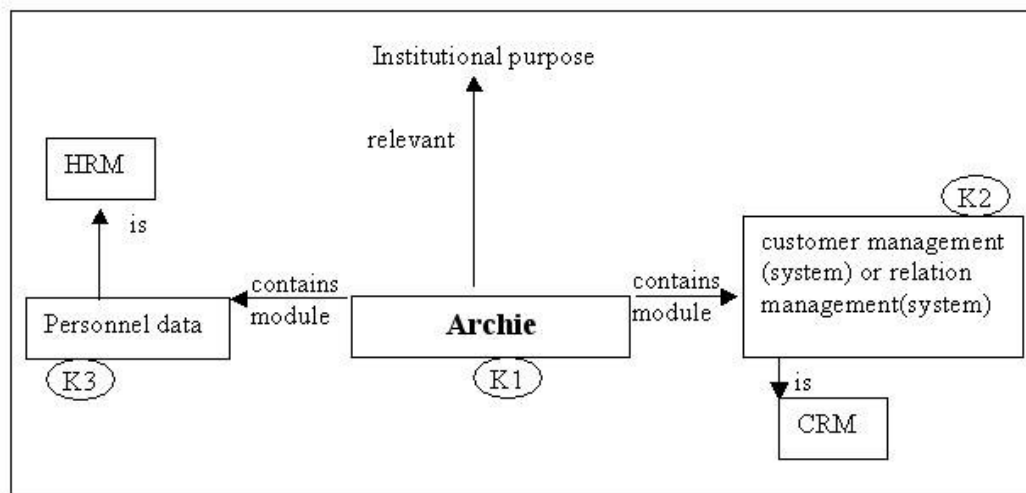 Institutional purpose
relevant
HRM
is
K2
customer management
(system) or relation
management(system)
contains
module
contains
module
Personnel data
Archie
K3
K1
is
CRM